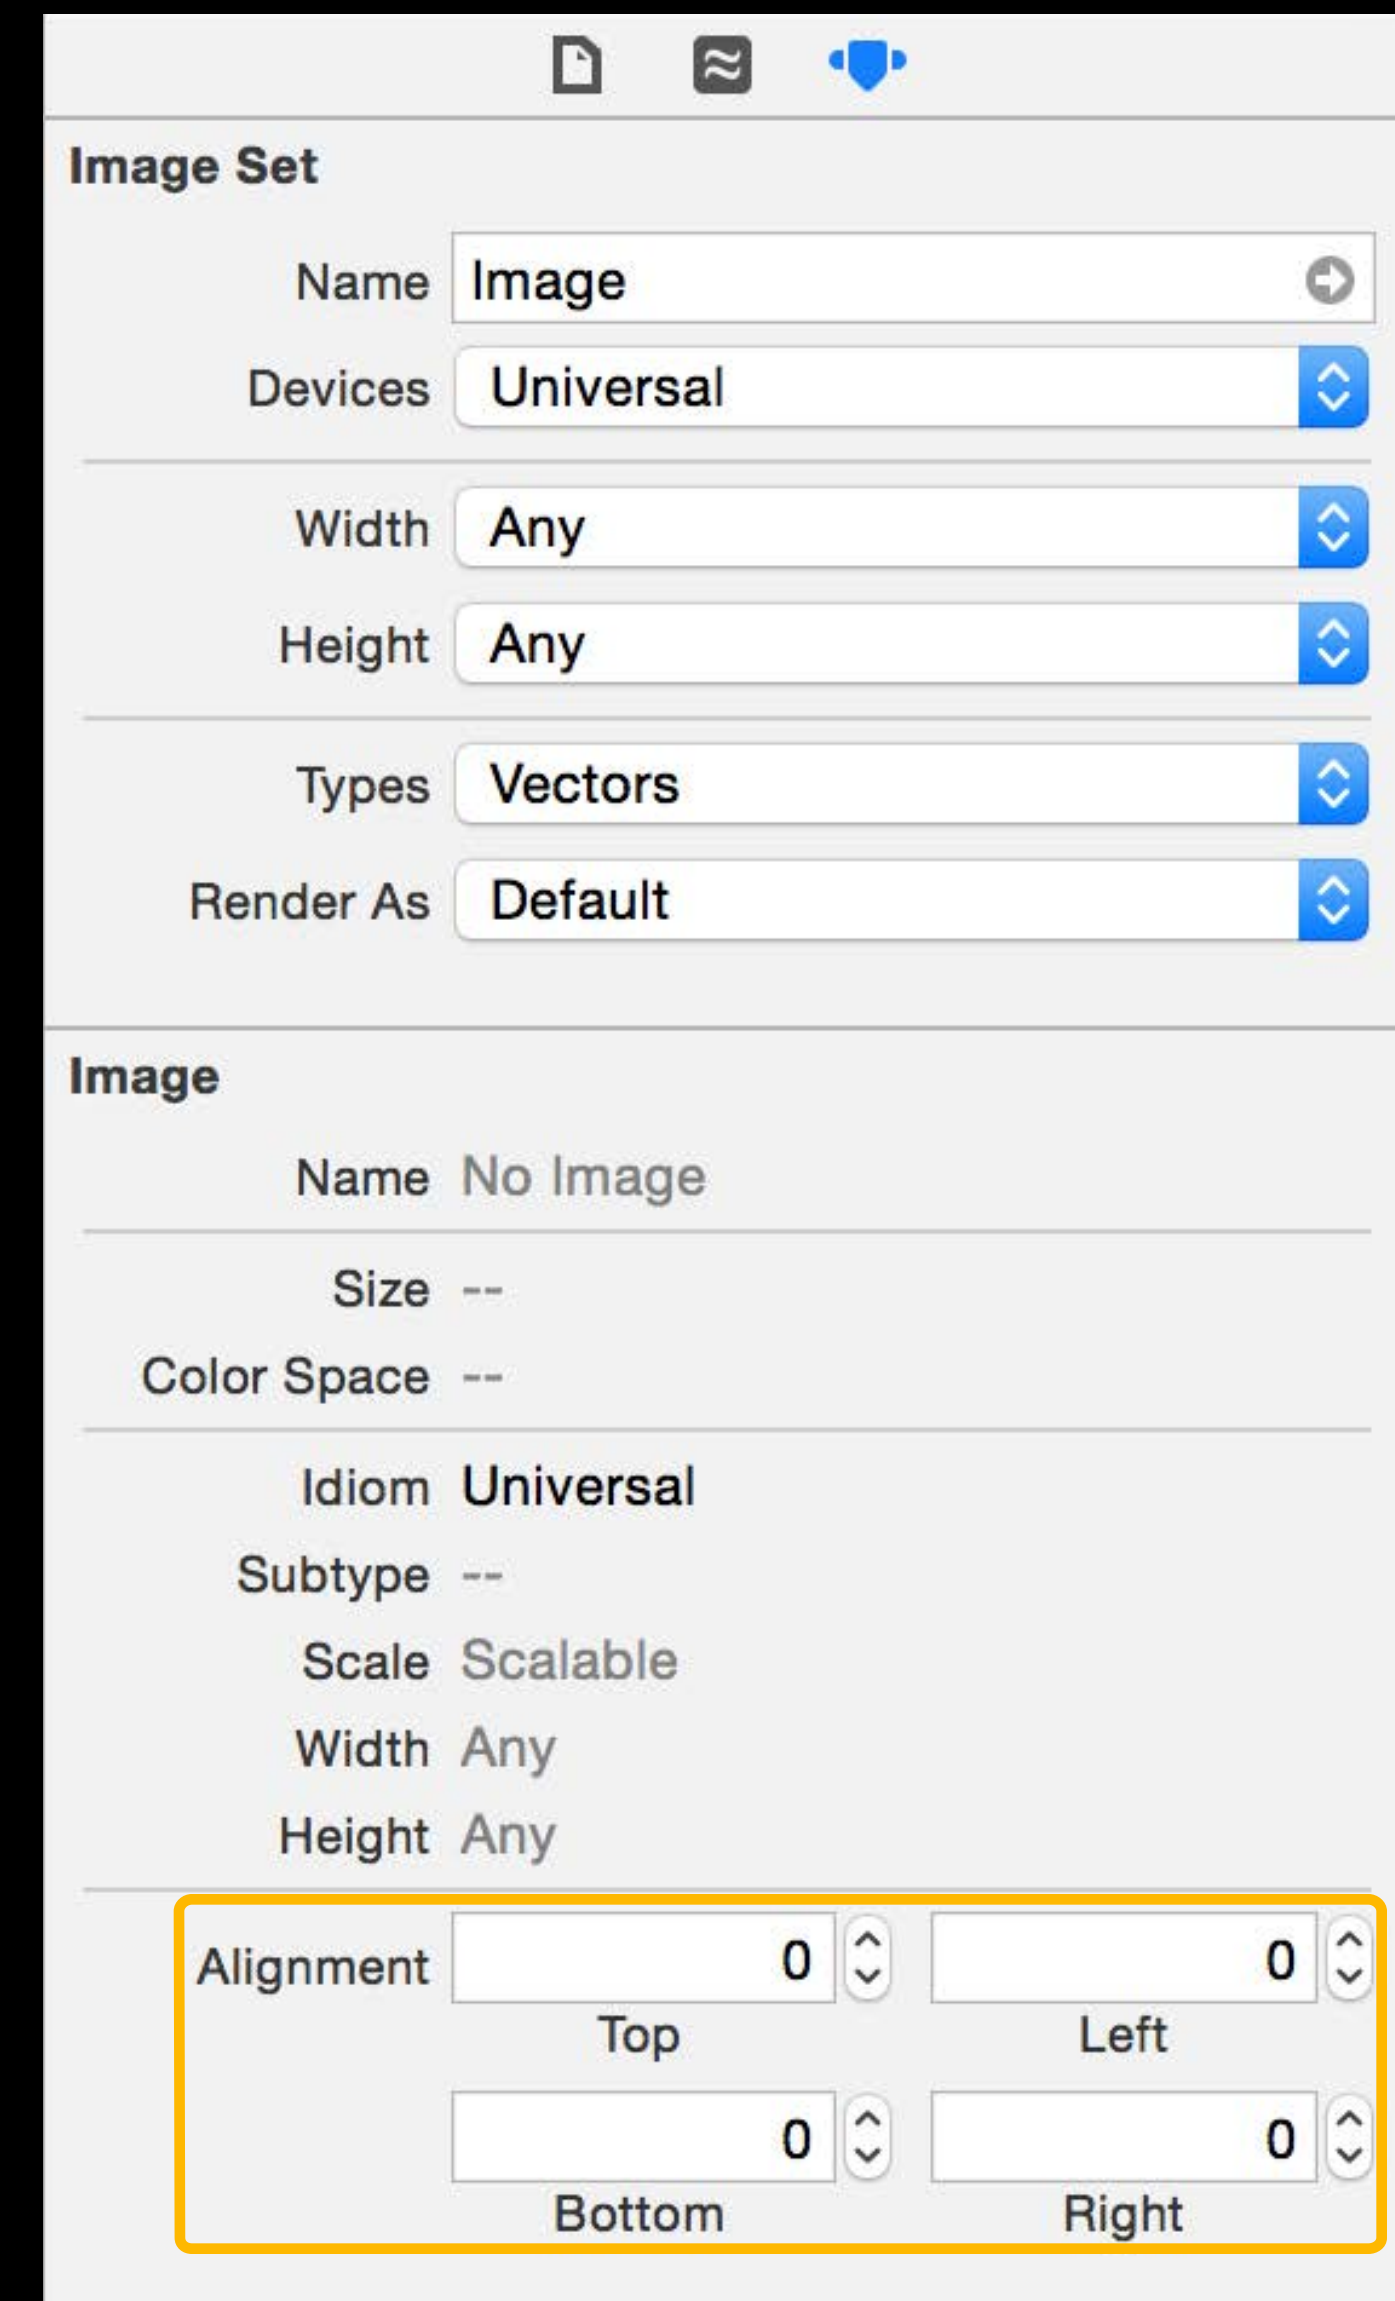 Image Set
Name Image
Devices Universal
Width Any
Height Any
Types Vectors
Render As Default
Image
Name No Image
Size --
Color Space --
Idiom Universal
Subtype --
Scale Scalable
Width Any
Height Any
Alignment 0 0
Top Left
0 0
Bottom Right